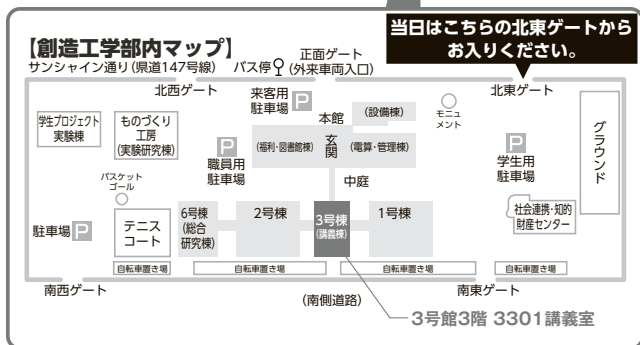 【創造工学部内マップ】
当日はこちらの北東ゲートから
お入りください。
サンシャイン通り(県道147号線)
バス停
正面ゲート
(外来車両入口)
北西ゲート
北東ゲート
学生プロジェクト
実験棟
ものづくり
工房
(実験研究棟)
来客用
駐車場
P
本館
(設備棟)
モニュ
メント
グラウンド
P
職員用
駐車場
(福利・図書館棟)
玄関
(電算・管理棟)
P
学生用
駐車場
バスケット
ゴール
中庭
駐車場 P
テニス
コート
6号棟
(総合
研究棟)
2号棟
3号棟
(講義棟)
1号棟
社会連携・知的
財産センター
自転車置き場
自転車置き場
自転車置き場
自転車置き場
南西ゲート
(南側道路)
南東ゲート
3号館3階 3301講義室